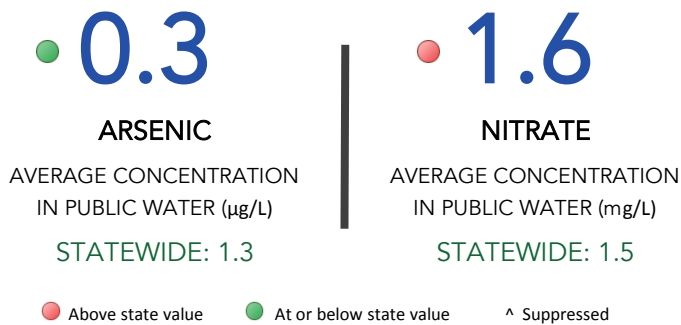 0.3
ARSENIC
AVERAGE CONCENTRATION
IN PUBLIC WATER (µg/L)
STATEWIDE: 1.3
1.6
NITRATE
AVERAGE CONCENTRATION
IN PUBLIC WATER (mg/L)
STATEWIDE: 1.5
Above state value At or below state value ^ Suppressed